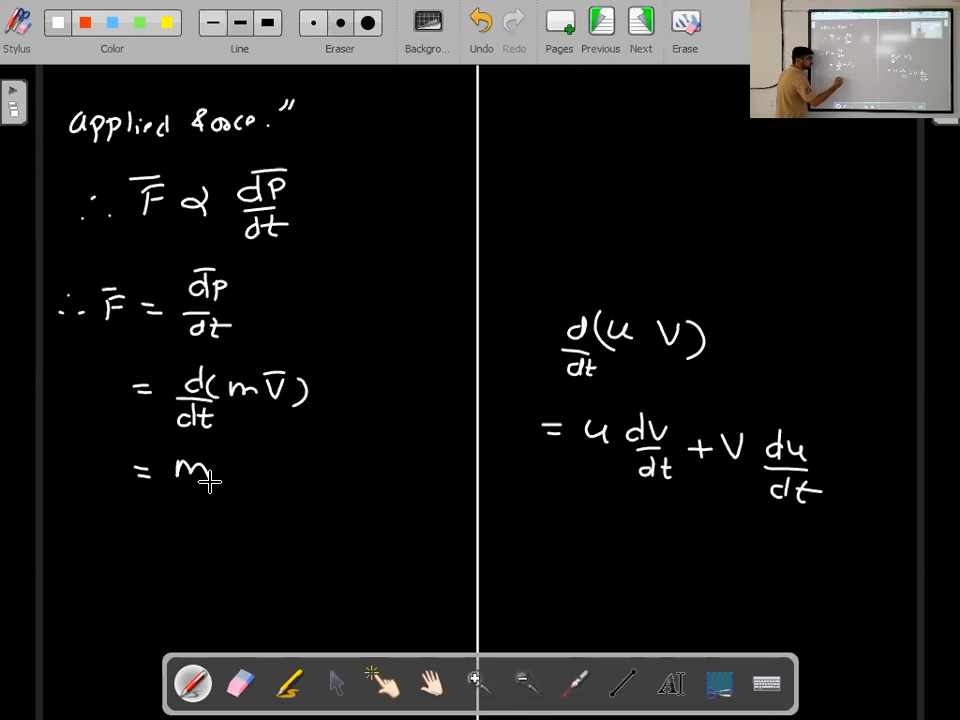 Stylus Color Line Eraser Backgro... Undo Redo Pages Previous Next Erase
applied force."
∴ F̅ ∝ dP̅/dt
∴ F̅ = dp̅/dt
= d/dt (m V̅)
= m
d/dt (u v)
= u dv/dt + v du/dt